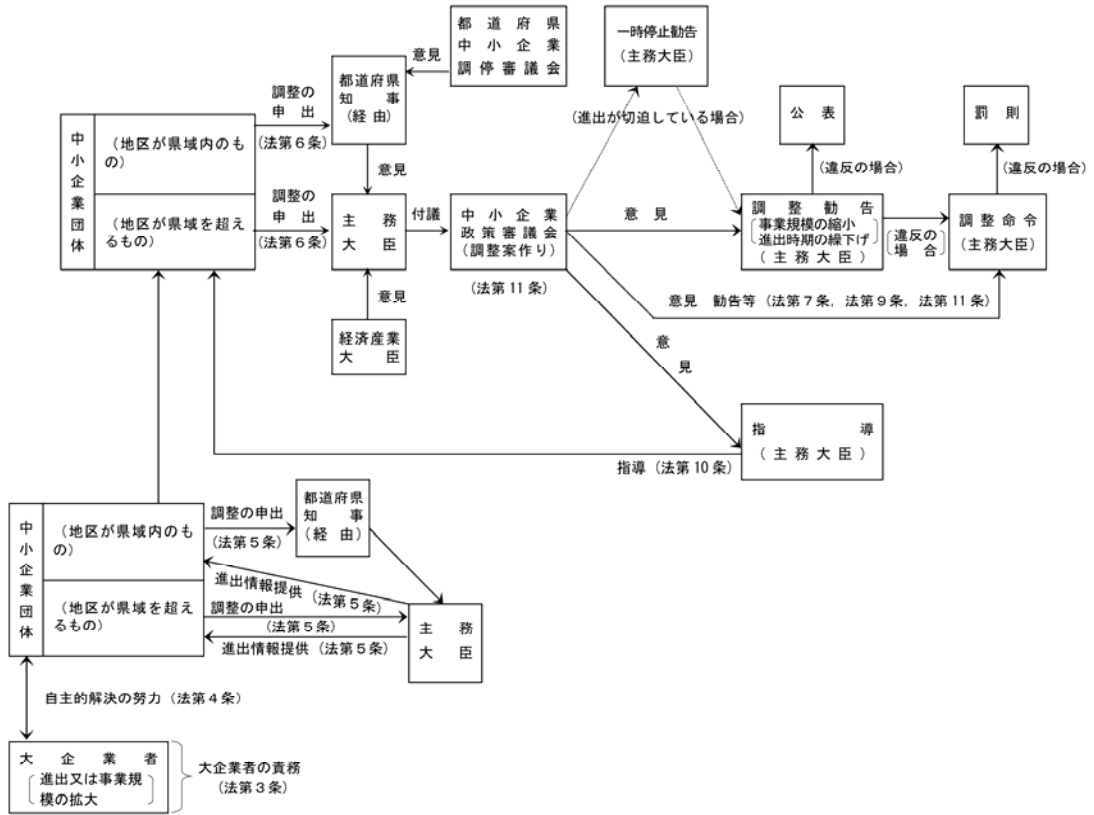 都道府県
中小企業
調停審議会
意見
都道府県
知事
(経由)
一時停止勧告
(主務大臣)
(進出が切迫している場合)
公表
罰則
(違反の場合)
(違反の場合)
中小企業団体
(地区が県域内のも
の)
(地区が県域を超え
るもの)
調整の
申出
(法第6条)
意見
調整の
申出
(法第6条)
主務
大臣
付議
中小企業
政策審議会
(調整案作り)
(法第11条)
意見
調整勧告
事業規模の縮小
進出時期の繰下げ
(主務大臣)
違反の
場合
調整命令
(主務大臣)
意見
経済産業
大臣
意見 勧告等(法第7条，法第9条，法第11条)
意
見
指導
(主務大臣)
指導(法第10条)
中小企業団体
(地区が県域内のも
の)
(地区が県域を超え
るもの)
調整の申出
(法第5条)
都道府県
知事
(経由)
進出情報提供(法第5条)
調整の申出
(法第5条)
進出情報提供(法第5条)
主務
大臣
自主的解決の努力(法第4条)
大企業者
進出又は事業規
模の拡大
大企業者の責務
(法第3条)